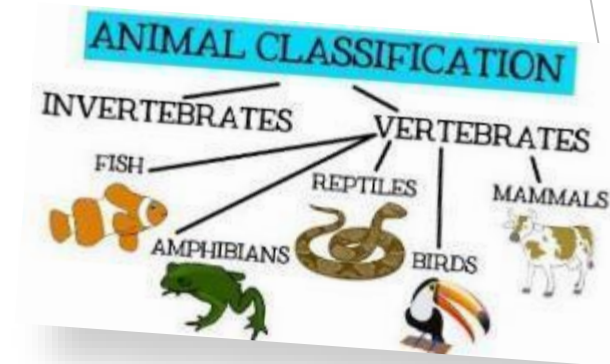 ANIMAL CLASSIFICATION
INVERTEBRATES
VERTEBRATES
FISH
REPTILES
MAMMALS
AMPHIBIANS
BIRDS